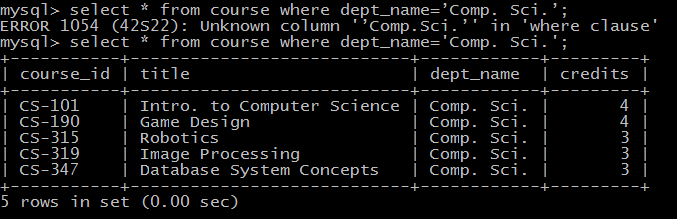 mysql> select * from course where dept_name=’Comp. Sci.’;
ERROR 1054 (42S22): Unknown column '’Comp.Sci.’' in 'where clause'
mysql> select * from course where dept_name='Comp. Sci.';
+-----------+----------------------------+------------+---------+
| course_id | title                      | dept_name  | credits |
+-----------+----------------------------+------------+---------+
| CS-101    | Intro. to Computer Science | Comp. Sci. |       4 |
| CS-190    | Game Design                | Comp. Sci. |       4 |
| CS-315    | Robotics                   | Comp. Sci. |       3 |
| CS-319    | Image Processing           | Comp. Sci. |       3 |
| CS-347    | Database System Concepts   | Comp. Sci. |       3 |
+-----------+----------------------------+------------+---------+
5 rows in set (0.00 sec)